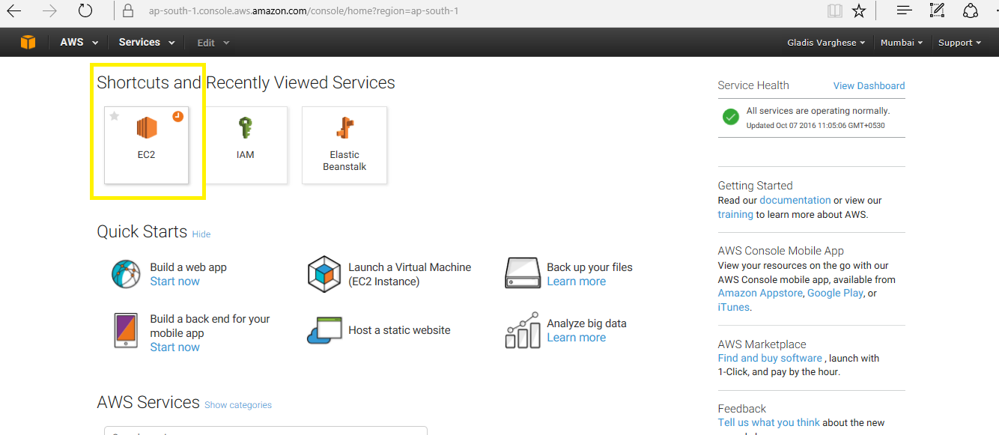 ap-south-1.console.aws.amazon.com/console/home?region=ap-south-1
AWS Services Edit Gladis Varghese Mumbai Support
Shortcuts and Recently Viewed Services
EC2
IAM
Elastic
Beanstalk
Quick Starts Hide
Build a web app
Start now
Launch a Virtual Machine
(EC2 Instance)
Back up your files
Learn more
Build a back end for your
mobile app
Start now
Host a static website
Analyze big data
Learn more
AWS Services Show categories
Service Health View Dashboard
All services are operating normally.
Updated Oct 07 2016 11:05:06 GMT+0530
Getting Started
Read our documentation or view our
training to learn more about AWS.
AWS Console Mobile App
View your resources on the go with our
AWS Console mobile app, available from
Amazon Appstore, Google Play, or
iTunes.
AWS Marketplace
Find and buy software , launch with
1-Click, and pay by the hour.
Feedback
Tell us what you think about the new